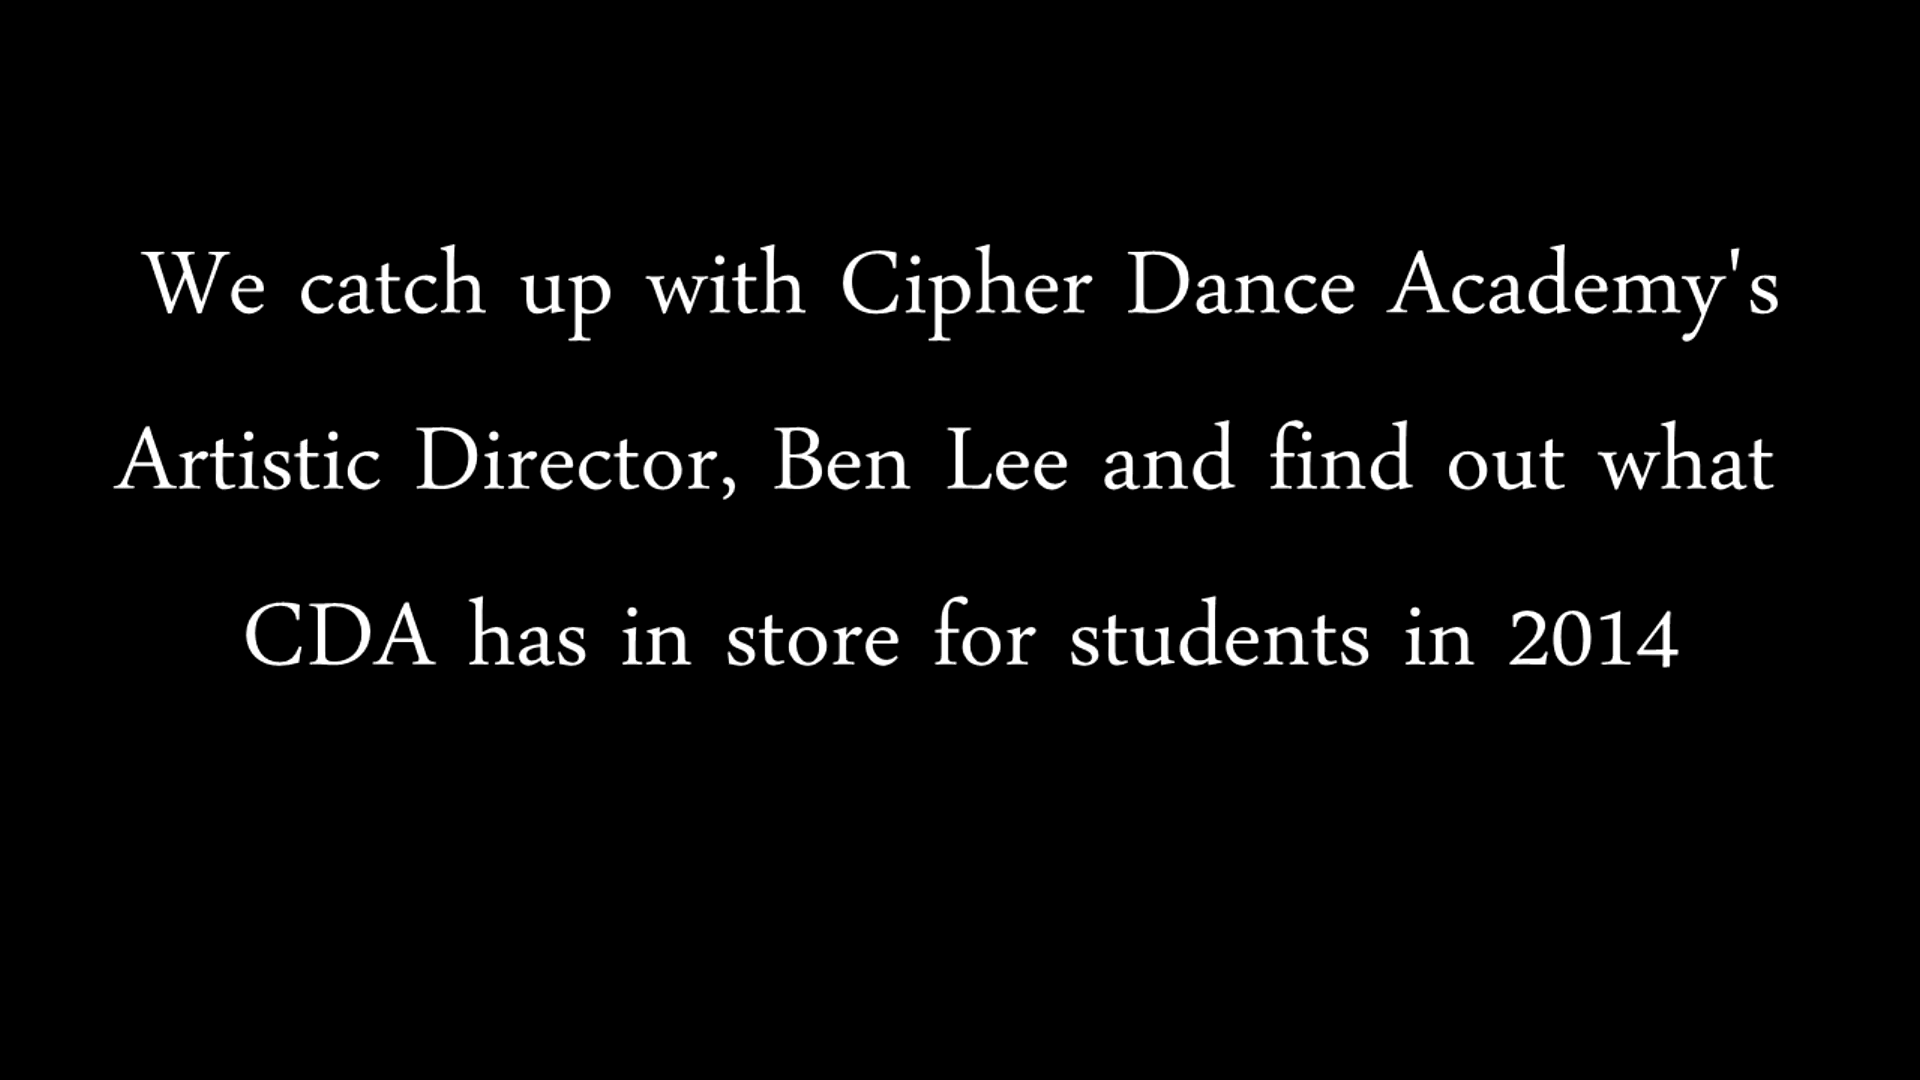 We catch up with Cipher Dance Academy's
Artistic Director, Ben Lee and find out what
CDA has in store for students in 2014